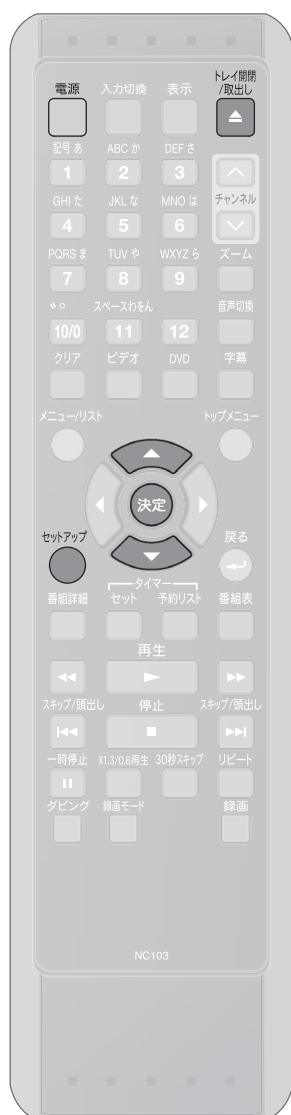 トレイ開閉
/取出し
電源 入力切換 表示
記号 あ ABC か DEF さ
1 2 3
GHI た JKL な MNO は チャンネル
4 5 6
PQRS ま TUV や WXYZ ら ズーム
7 8 9
゛゜ スペースわをん 音声切換
10/0 11 12
クリア ビデオ DVD 字幕
メニュー/リスト トップメニュー
決定
セットアップ 戻る
タイマー
番組詳細 セット 予約リスト 番組表
再生
スキップ/頭出し 停止 スキップ/頭出し
一時停止 X1.3/0.8再生 30秒スキップ リピート
ダビング 録画モード 録画
NC103